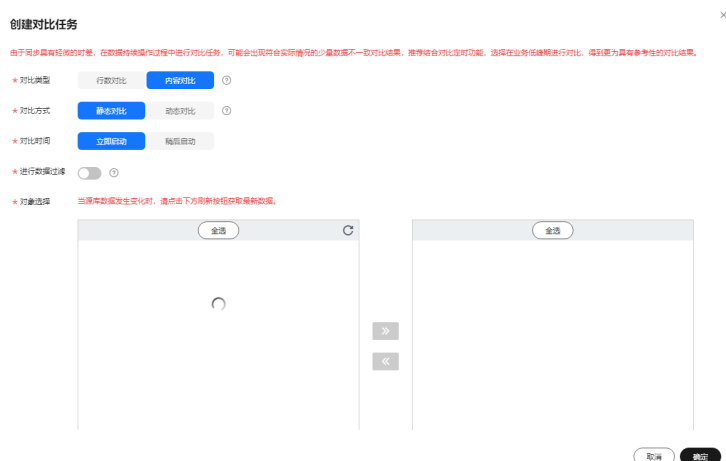 创建对比任务
由于同步具有轻微的时差，在数据持续操作过程中进行对比任务，可能会出现符合实际情况的少量数据不一致对比结果，推荐结合对比定时功能，选择在业务低峰期进行对比，得到更为具有参考性的对比结果。
* 对比类型 行数对比 内容对比
* 对比方式 静态对比 动态对比
* 对比时间 立即启动 稍后启动
* 进行数据过滤
* 对象选择 当源库数据发生变化时，请点击下方刷新按钮获取最新数据。
全选 全选
取消 确定